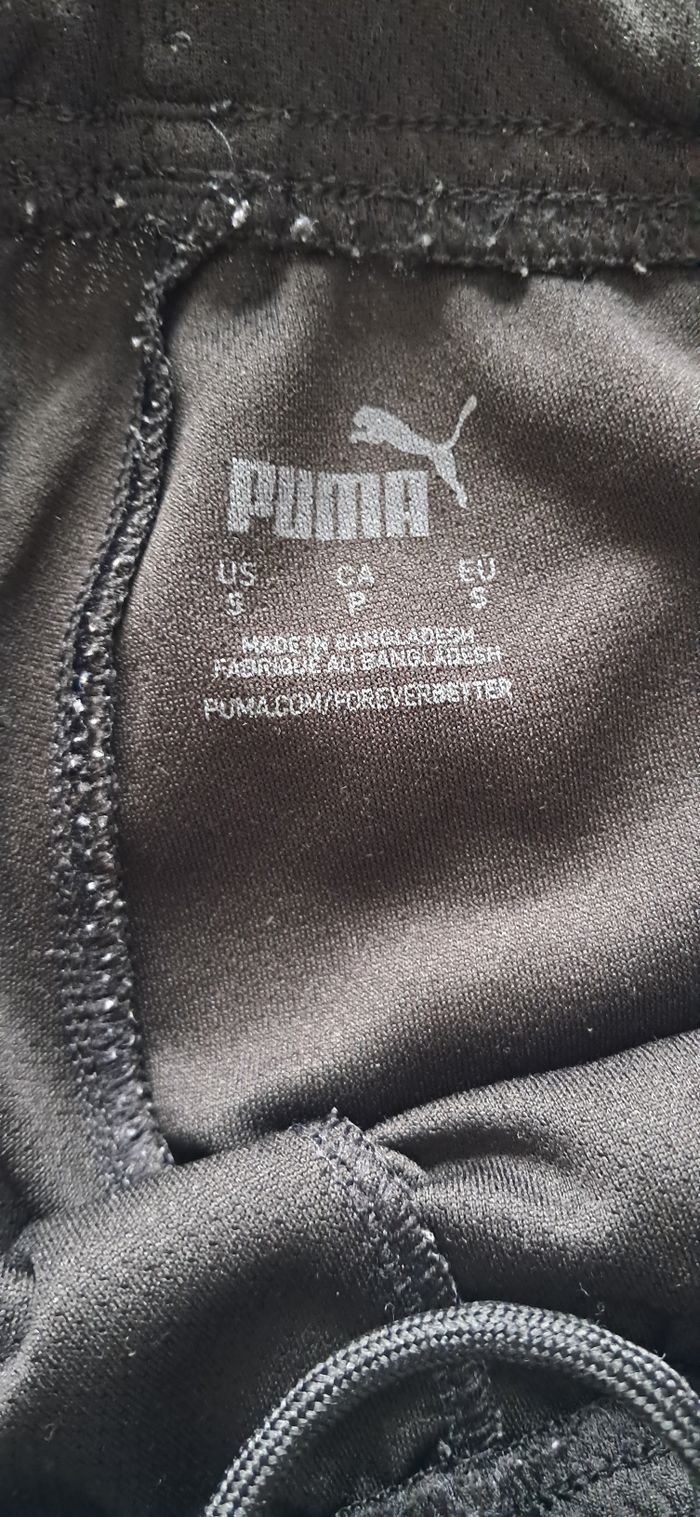 PUMA
US CA EU
S P S
MADE IN BANGLADESH
FABRIQUE AU BANGLADESH
PUMA.COM/FOREVERBETTER